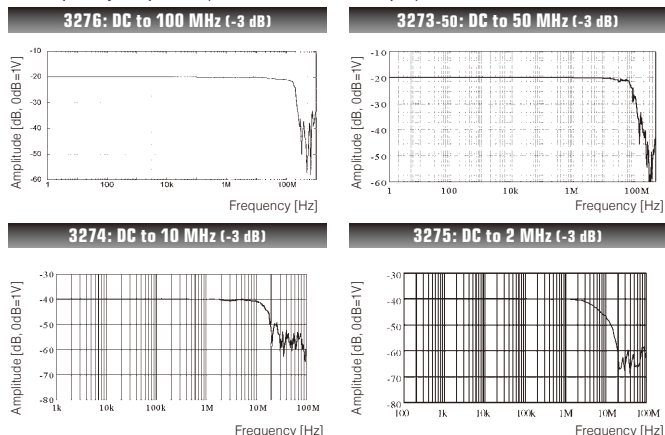 3276: DC to 100 MHz (-3 dB)
Amplitude [dB, 0dB=1V]
-10
-20
-30
-40
-50
-60
1 100 10k 1M 100M
Frequency [Hz]
3273-50: DC to 50 MHz (-3 dB)
Amplitude [dB, 0dB=1V]
-10
-20
-30
-40
-50
-60
1 100 10k 1M 100M
Frequency [Hz]
3274: DC to 10 MHz (-3 dB)
Amplitude [dB, 0dB=1V]
-30
-40
-50
-60
-70
-80
1k 10k 100k 1M 10M 100M
Frequency [Hz]
3275: DC to 2 MHz (-3 dB)
Amplitude [dB, 0dB=1V]
-30
-40
-50
-60
-70
-80
100 1k 10k 100k 1M 10M 100M
Frequency [Hz]